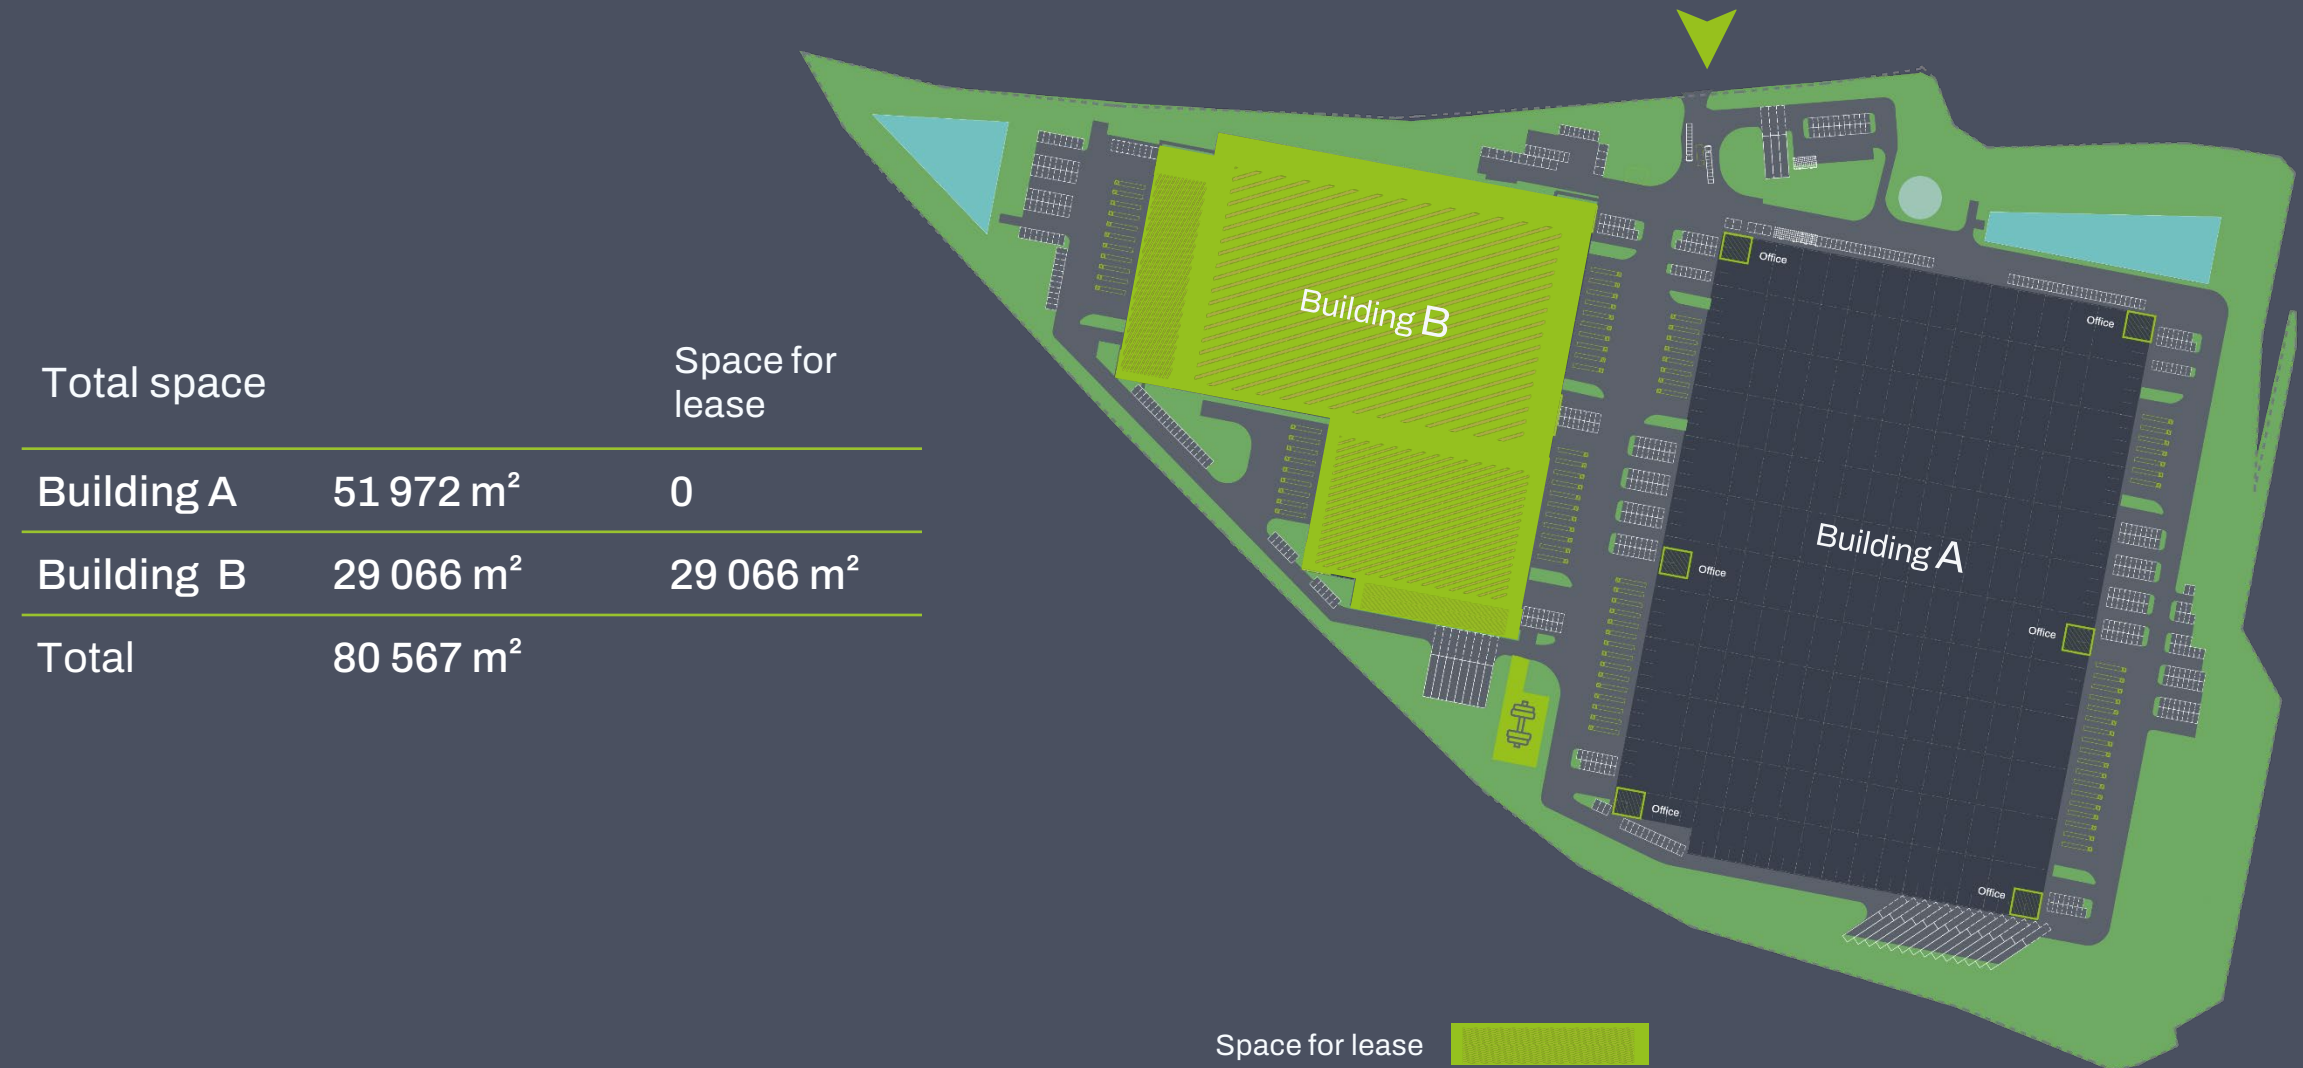 Total space
Space for
lease
Building A 51 972 m² 0
Building B 29 066 m² 29 066 m²
Total 80 567 m²
Building B
Office
Office
Building A
Office
Office
Office
Office
Space for lease